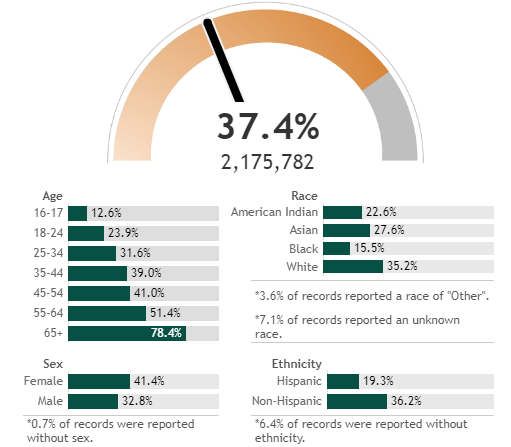 37.4%
2,175,782
Age
16-17 12.6%
18-24 23.9%
25-34 31.6%
35-44 39.0%
45-54 41.0%
55-64 51.4%
65+ 78.4%
Race
American Indian 22.6%
Asian 27.6%
Black 15.5%
White 35.2%
*3.6% of records reported a race of "Other".
*7.1% of records reported an unknown
race.
Sex
Female 41.4%
Male 32.8%
*0.7% of records were reported
without sex.
Ethnicity
Hispanic 19.3%
Non-Hispanic 36.2%
*6.4% of records were reported without
ethnicity.